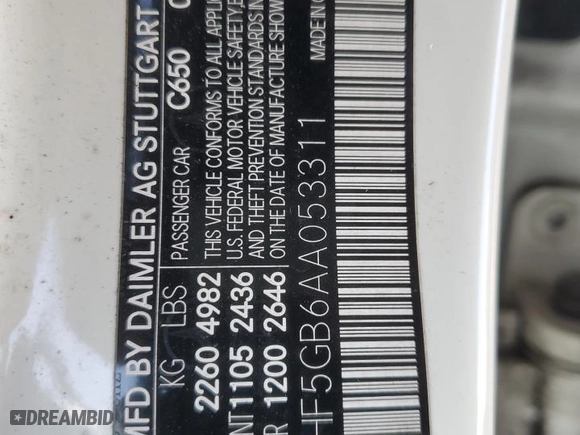 MFD BY DAIMLER AG STUTTGART
KG LBS PASSENGER CAR C650
2260 4982 THIS VEHICLE CONFORMS TO ALL APPLI
U.S. FEDERAL MOTOR VEHICLE SAFETY
1105 2436 AND THEFT PREVENTION STANDARDS IN
1200 2646 ON THE DATE OF MANUFACTURE SHOW
MADE IN
HF5GB6AA053311
DREAMBID